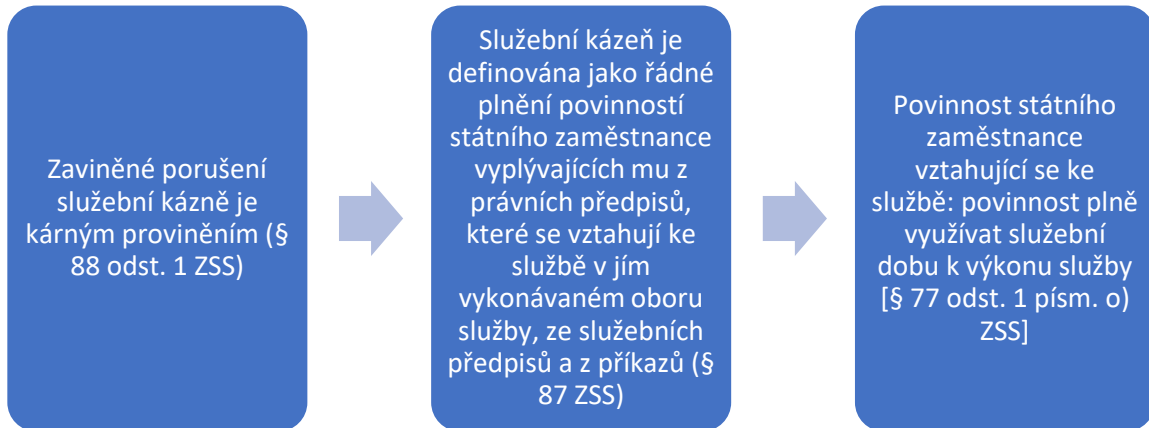 Zaviněné porušení
služební kázně je
kárným proviněním (§
88 odst. 1 ZSS)
Služební kázeň je
definována jako řádné
plnění povinností
státního zaměstnance
vyplývajících mu z
právních předpisů,
které se vztahují ke
službě v jím
vykonávaném oboru
služby, ze služebních
předpisů a z příkazů (§
87 ZSS)
Povinnost státního
zaměstnance
vztahující se ke
službě: povinnost plně
využívat služební
dobu k výkonu služby
[§ 77 odst. 1 písm. o)
ZSS]